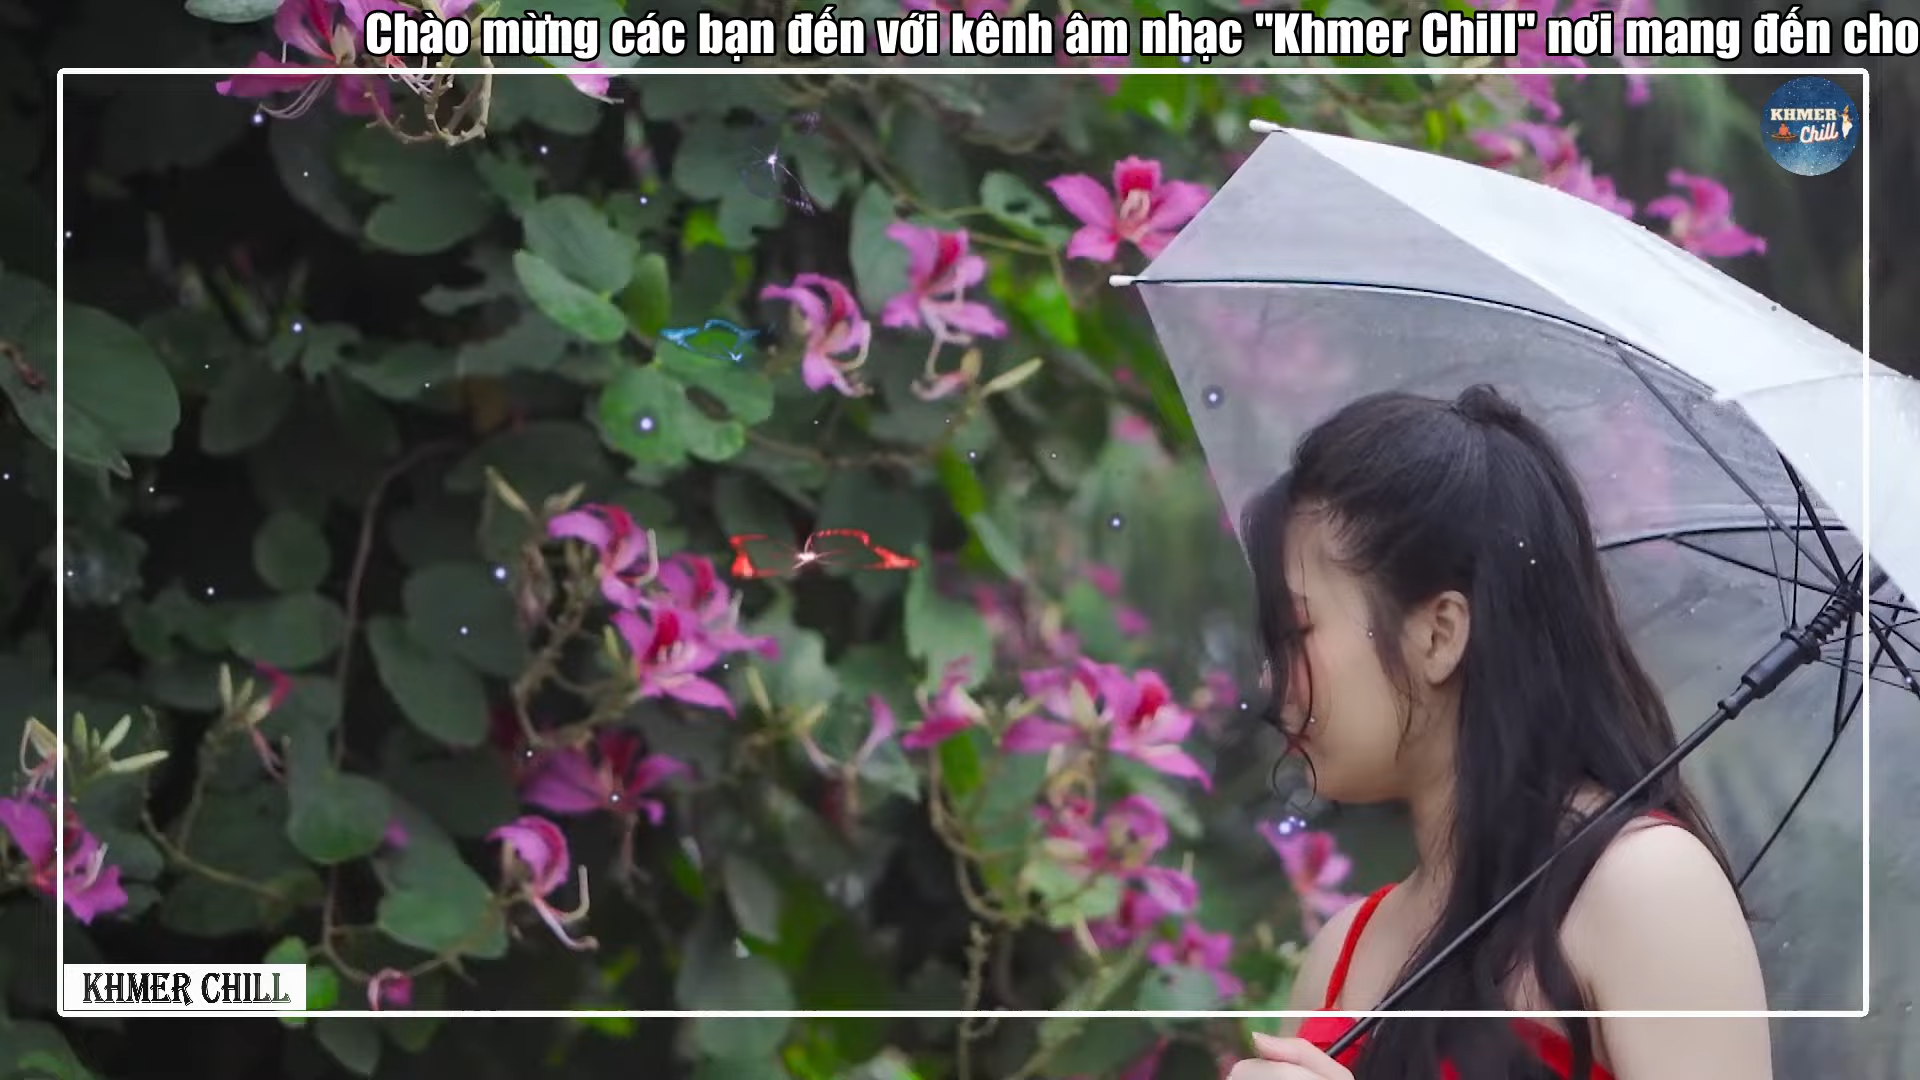 Chào mừng các bạn đến với kênh âm nhạc "Khmer Chill" nơi mang đến cho
KHMER
Chill
KHMER CHILL